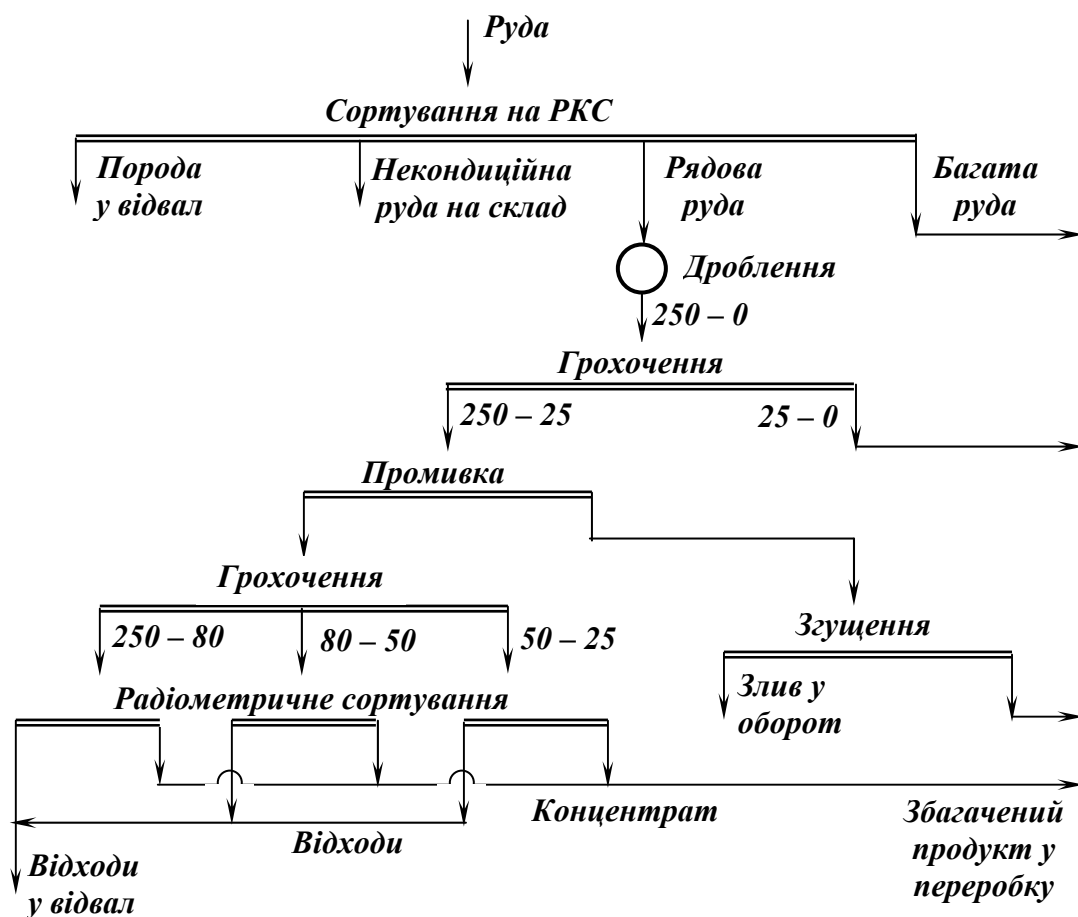 Руда
Сортування на РКС
Порода
у відвал
Некондиційна
руда на склад
Рядова
руда
Багата
руда
Дроблення
250 – 0
Грохочення
250 – 25
25 – 0
Промивка
Грохочення
250 – 80
80 – 50
50 – 25
Згущення
Радіометричне сортування
Злив у
оборот
Концентрат
Збагачений
продукт у
переробку
Відходи
Відходи
у відвал